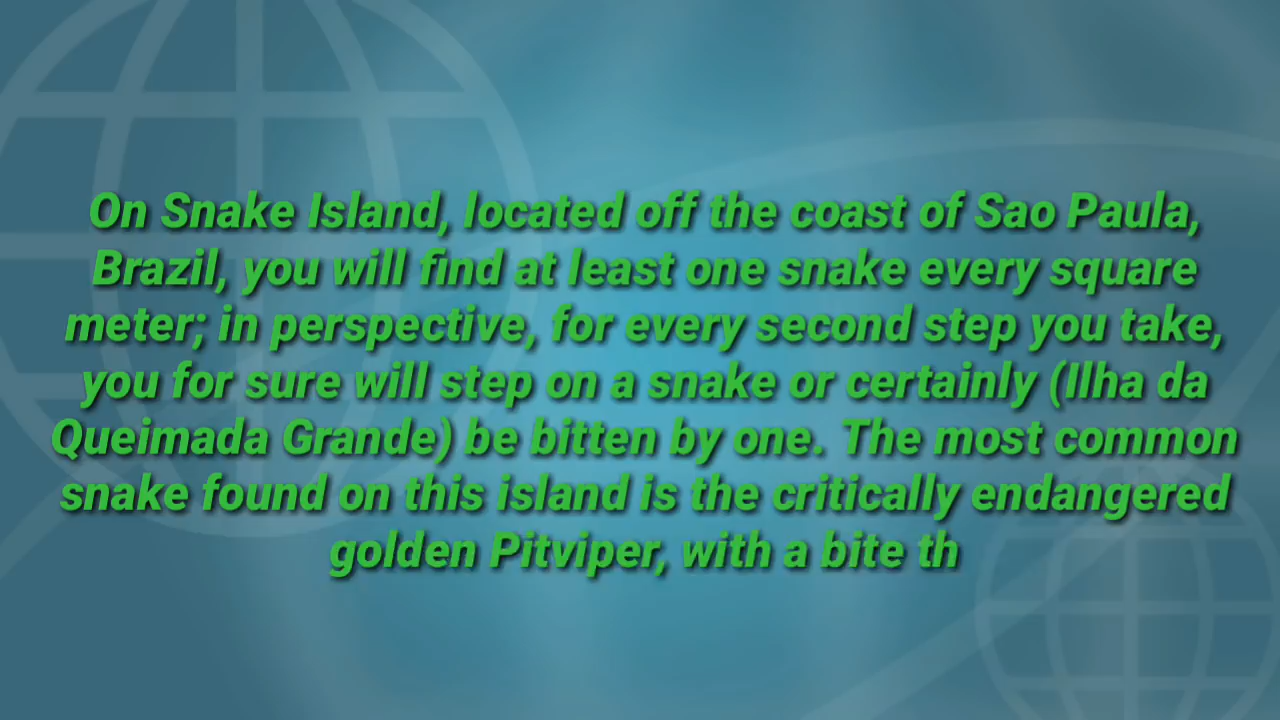 On Snake Island, located off the coast of Sao Paula,
Brazil, you will find at least one snake every square
meter; in perspective, for every second step you take,
you for sure will step on a snake or certainly (Ilha da
Queimada Grande) be bitten by one. The most common
snake found on this island is the critically endangered
golden Pitviper, with a bite th